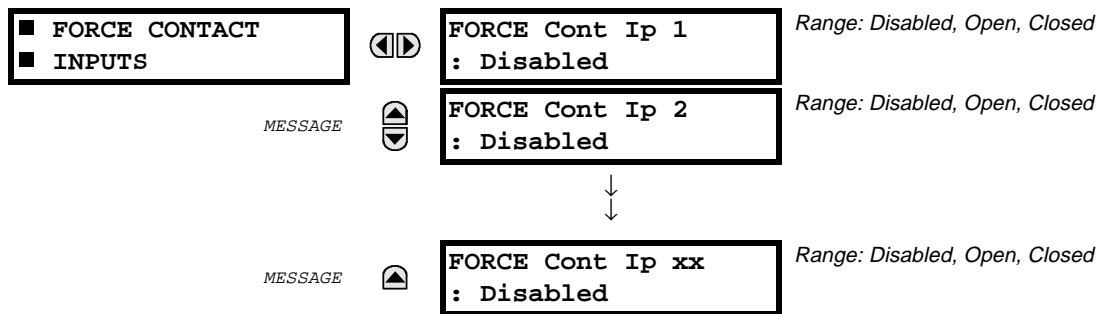 ■ FORCE CONTACT
■ INPUTS
FORCE Cont Ip 1
: Disabled
Range: Disabled, Open, Closed
MESSAGE
FORCE Cont Ip 2
: Disabled
Range: Disabled, Open, Closed
↓
↓
MESSAGE
FORCE Cont Ip xx
: Disabled
Range: Disabled, Open, Closed